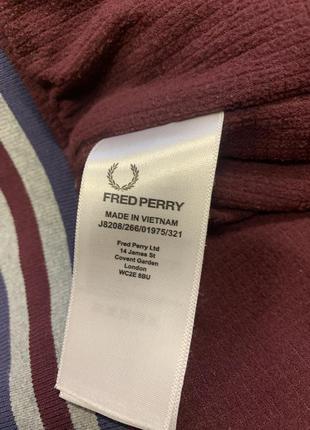 FRED PERRY
MADE IN VIETNAM
J8208/266/01975/321
Fred Perry Ltd
14 James St
Covent Garden
London
WC2E 8BU